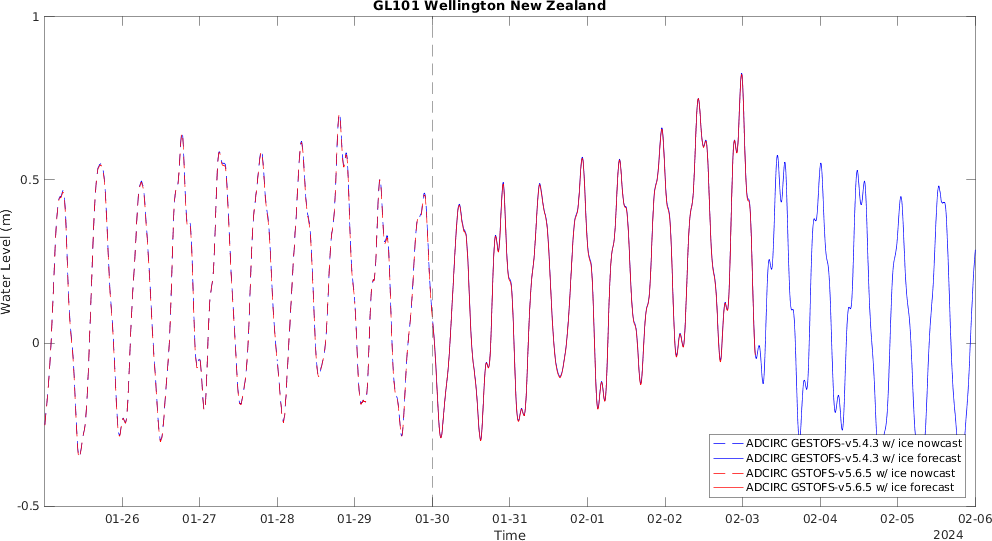 GL101 Wellington New Zealand
1
0.5
0
-0.5
Water Level (m)
ADCIRC GESTOFS-v5.4.3 w/ ice nowcast
ADCIRC GESTOFS-v5.4.3 w/ ice forecast
ADCIRC GSTOFS-v5.6.5 w/ ice nowcast
ADCIRC GSTOFS-v5.6.5 w/ ice forecast
01-26 01-27 01-28 01-29 01-30 01-31 02-01 02-02 02-03 02-04 02-05 02-06
Time
2024